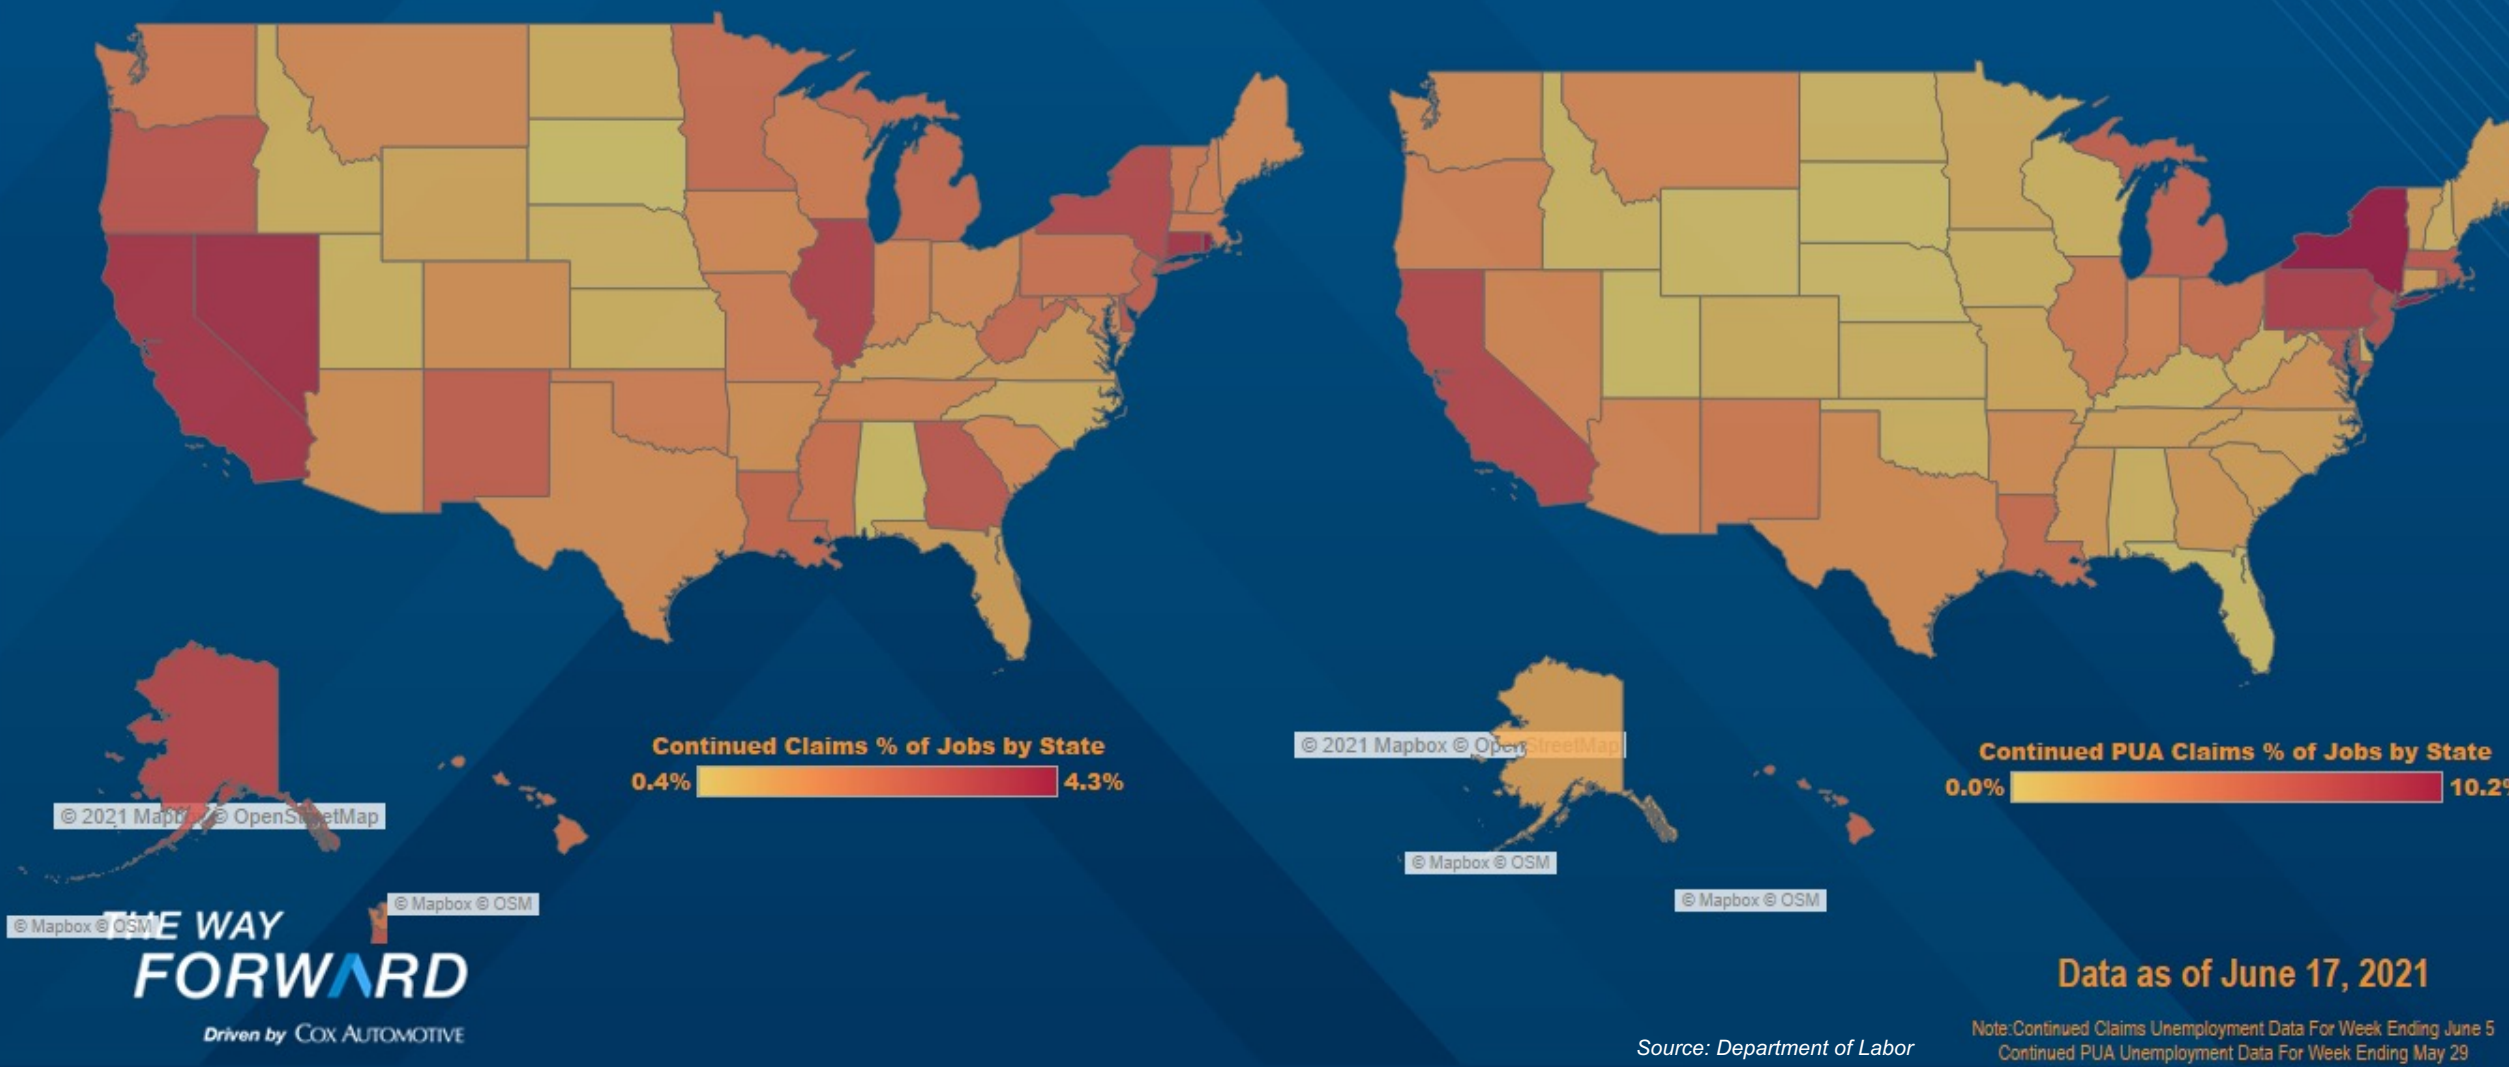 Continued Claims % of Jobs by State
0.4% 4.3%
© 2021 Mapbox © OpenStreetMap
© Mapbox © OSM
© Mapbox © OSM
THE WAY
FORWARD
Driven by COX AUTOMOTIVE
© 2021 Mapbox © OpenStreetMap
Continued PUA Claims % of Jobs by State
0.0% 10.2%
© Mapbox © OSM
© Mapbox © OSM
Data as of June 17, 2021
Note:Continued Claims Unemployment Data For Week Ending June 5
Continued PUA Unemployment Data For Week Ending May 29
Source: Department of Labor